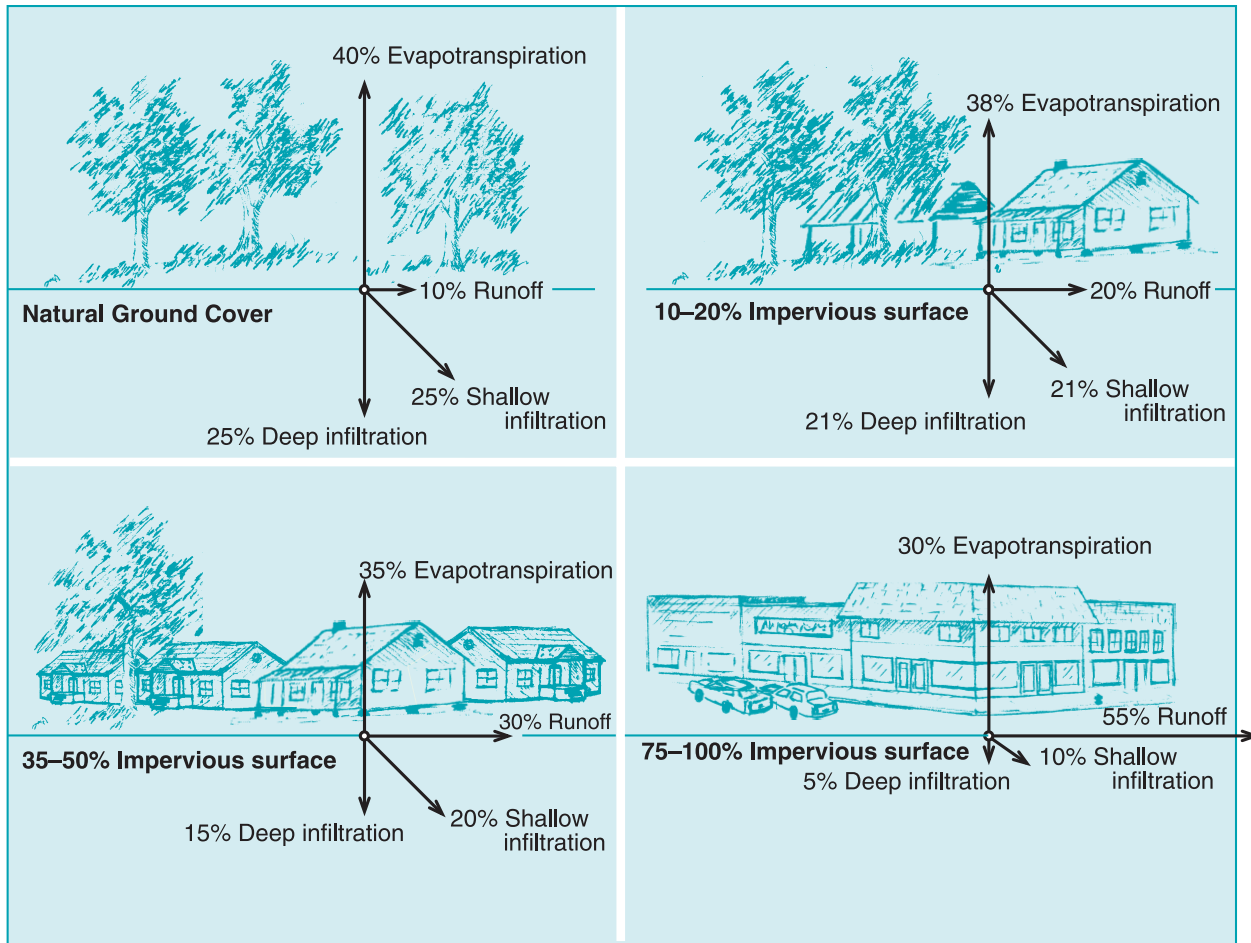 40% Evapotranspiration
10% Runoff
Natural Ground Cover
25% Shallow
infiltration
25% Deep infiltration
38% Evapotranspiration
20% Runoff
10–20% Impervious surface
21% Shallow
infiltration
21% Deep infiltration
35% Evapotranspiration
30% Runoff
35–50% Impervious surface
20% Shallow
infiltration
15% Deep infiltration
30% Evapotranspiration
55% Runoff
75–100% Impervious surface
10% Shallow
infiltration
5% Deep infiltration